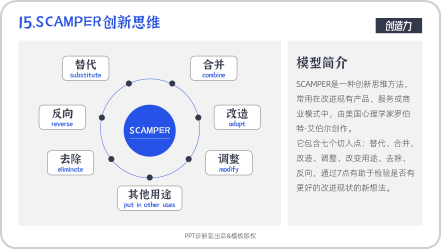 15.SCAMPER创新思维
创造力
替代
substitute
合并
combine
反向
reverse
改造
adapt
SCAMPER
去除
eliminate
调整
modify
其他用途
put in other uses
模型简介
SCAMPER是一种创新思维方法，
常用在改进现有产品、服务或商
业模式中，由美国心理学家罗伯
特·艾伯尔创作。
它包含七个切入点：替代、合并、
改造、调整、改变用途、去除、
反向，通过7点有助于检验是否有
更好的改进现状的新想法。
PPT诊断室出品&模板版权